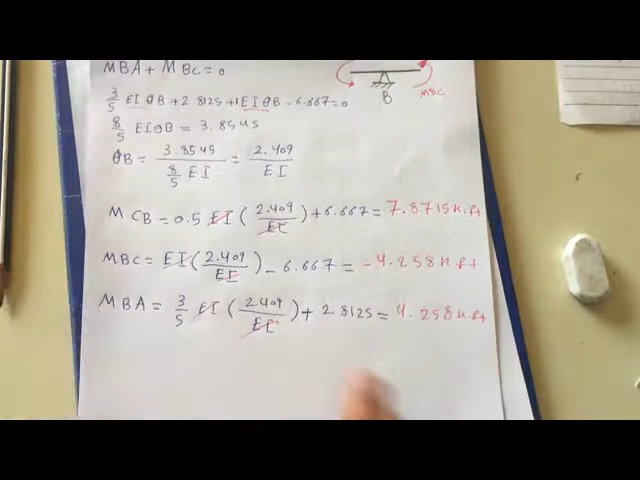 MBA + MBC = 0
B
MBC
3/5 EIθB + 2.8125 + 1EIθB - 6.667 = 0
8/5 EIθB = 3.8545
θB = 3.8545 / (8/5 EI) = 2.409 / EI
MCB = 0.5 EI (2.409/EI) + 6.667 = 7.8715 K.ft
MBC = EI (2.409/EI) - 6.667 = -4.258 K.ft
MBA = 3/5 EI (2.409/EI) + 2.8125 = 4.258 K.ft